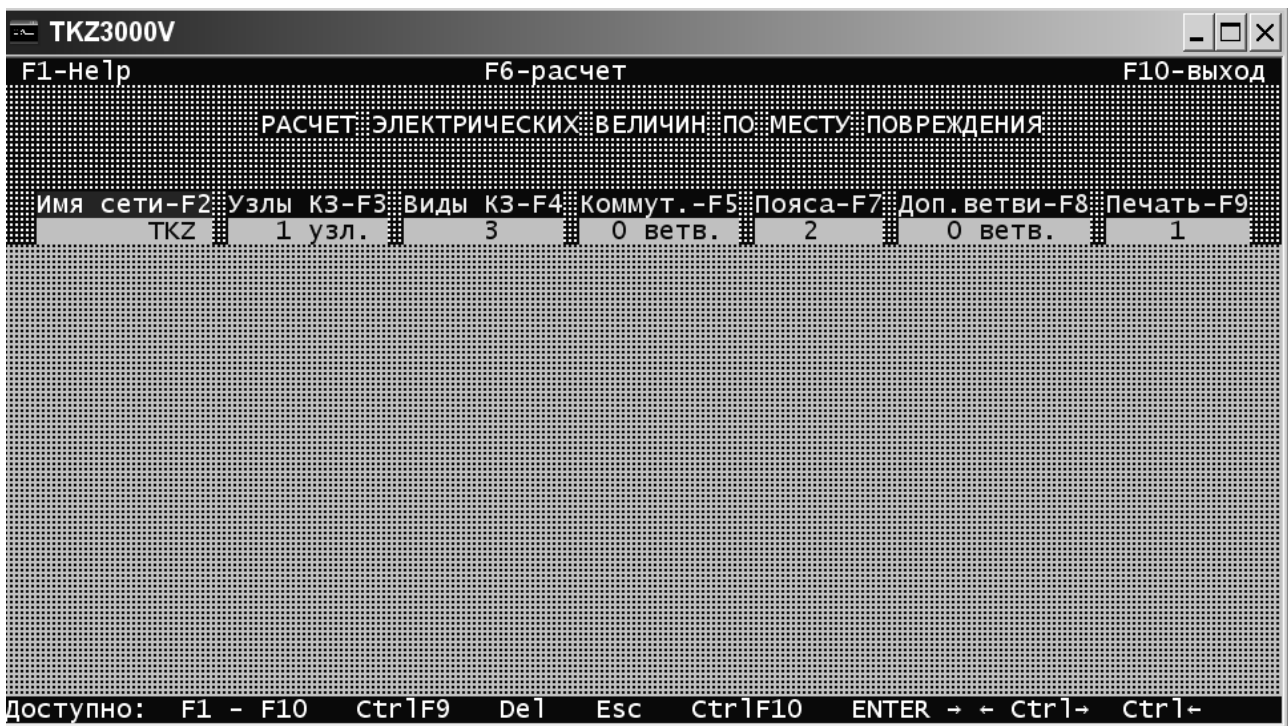 TKZ3000V
F1-Help F6-расчет F10-выход
РАСЧЕТ ЭЛЕКТРИЧЕСКИХ ВЕЛИЧИН ПО МЕСТУ ПОВРЕЖДЕНИЯ
Имя сети-F2 Узлы КЗ-F3 Виды КЗ-F4 Коммут.-F5 Пояса-F7 Доп.ветви-F8 Печать-F9
TKZ 1 узл. 3 0 ветв. 2 0 ветв. 1
Доступно: F1 - F10 CtrlF9 Del Esc CtrlF10 ENTER → ← Ctrl→ Ctrl←